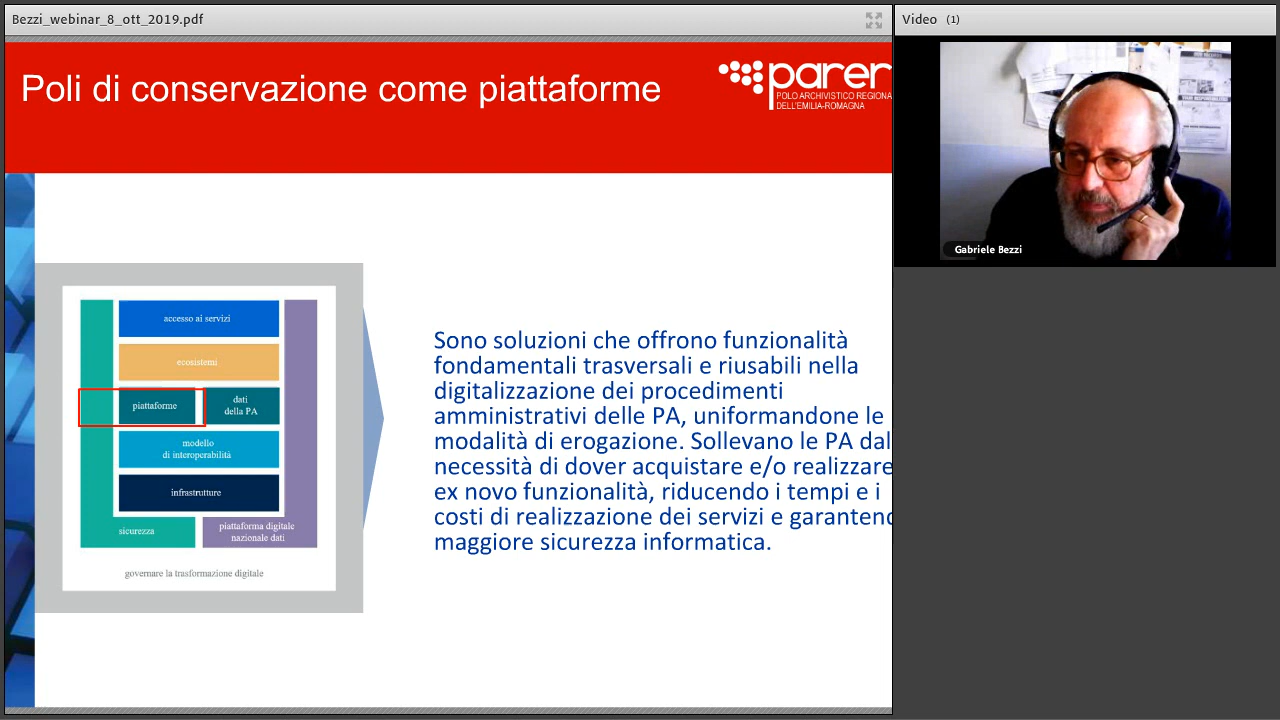 Bezzi_webinar_8_ott_2019.pdf
Video (1)
Poli di conservazione come piattaforme
parer
POLO ARCHIVISTICO REGIONA
DELL'EMILIA-ROMAGNA
Gabriele Bezzi
accesso ai servizi
ecosistemi
piattaforme
dati
della PA
modello
di interoperabilità
infrastrutture
sicurezza
piattaforma digitale
nazionale dati
governare la trasformazione digitale
Sono soluzioni che offrono funzionalità
fondamentali trasversali e riusabili nella
digitalizzazione dei procedimenti
amministrativi delle PA, uniformandone le
modalità di erogazione. Sollevano le PA dal
necessità di dover acquistare e/o realizzare
ex novo funzionalità, riducendo i tempi e i
costi di realizzazione dei servizi e garantend
maggiore sicurezza informatica.